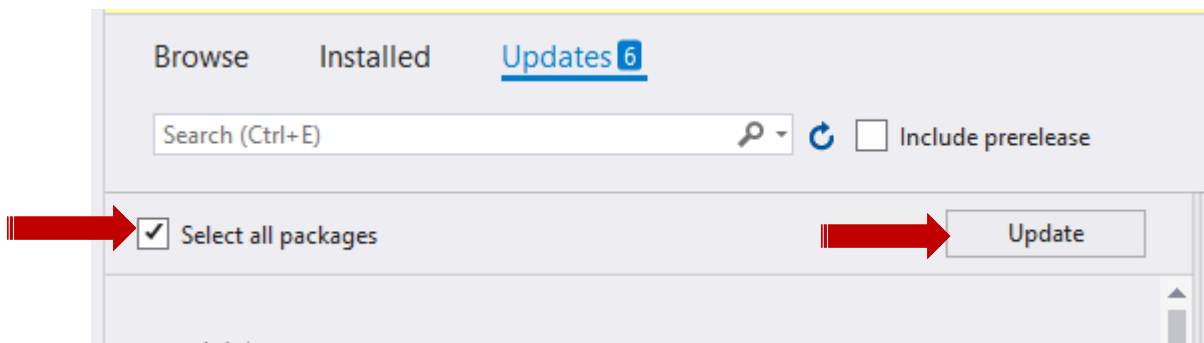 Browse Installed Updates 6
Search (Ctrl+E) Include prerelease
Select all packages Update